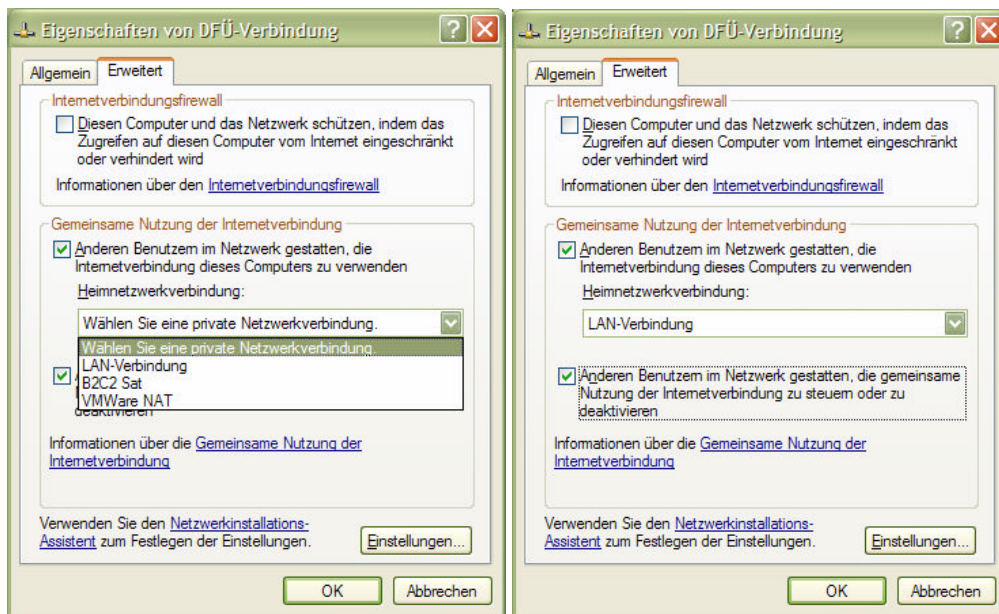 Eigenschaften von DFÜ-Verbindung
Allgemein
Erweitert
Internetverbindungsfirewall
Diesen Computer und das Netzwerk schützen, indem das
Zugreifen auf diesen Computer vom Internet eingeschränkt
oder verhindert wird
Informationen über den Internetverbindungsfirewall
Gemeinsame Nutzung der Internetverbindung
Anderen Benutzern im Netzwerk gestatten, die
Internetverbindung dieses Computers zu verwenden
Heimnetzwerkverbindung:
Wählen Sie eine private Netzwerkverbindung.
Wählen Sie eine private Netzwerkverbindung.
LAN-Verbindung
B2C2 Sat
VMWare NAT
deaktivieren
Informationen über die Gemeinsame Nutzung der
Internetverbindung
Verwenden Sie den Netzwerkinstallations-
Assistent zum Festlegen der Einstellungen.
Einstellungen...
OK
Abbrechen
Eigenschaften von DFÜ-Verbindung
Allgemein
Erweitert
Internetverbindungsfirewall
Diesen Computer und das Netzwerk schützen, indem das
Zugreifen auf diesen Computer vom Internet eingeschränkt
oder verhindert wird
Informationen über den Internetverbindungsfirewall
Gemeinsame Nutzung der Internetverbindung
Anderen Benutzern im Netzwerk gestatten, die
Internetverbindung dieses Computers zu verwenden
Heimnetzwerkverbindung:
LAN-Verbindung
Anderen Benutzern im Netzwerk gestatten, die gemeinsame
Nutzung der Internetverbindung zu steuern oder zu
deaktivieren
Informationen über die Gemeinsame Nutzung der
Internetverbindung
Verwenden Sie den Netzwerkinstallations-
Assistent zum Festlegen der Einstellungen.
Einstellungen...
OK
Abbrechen